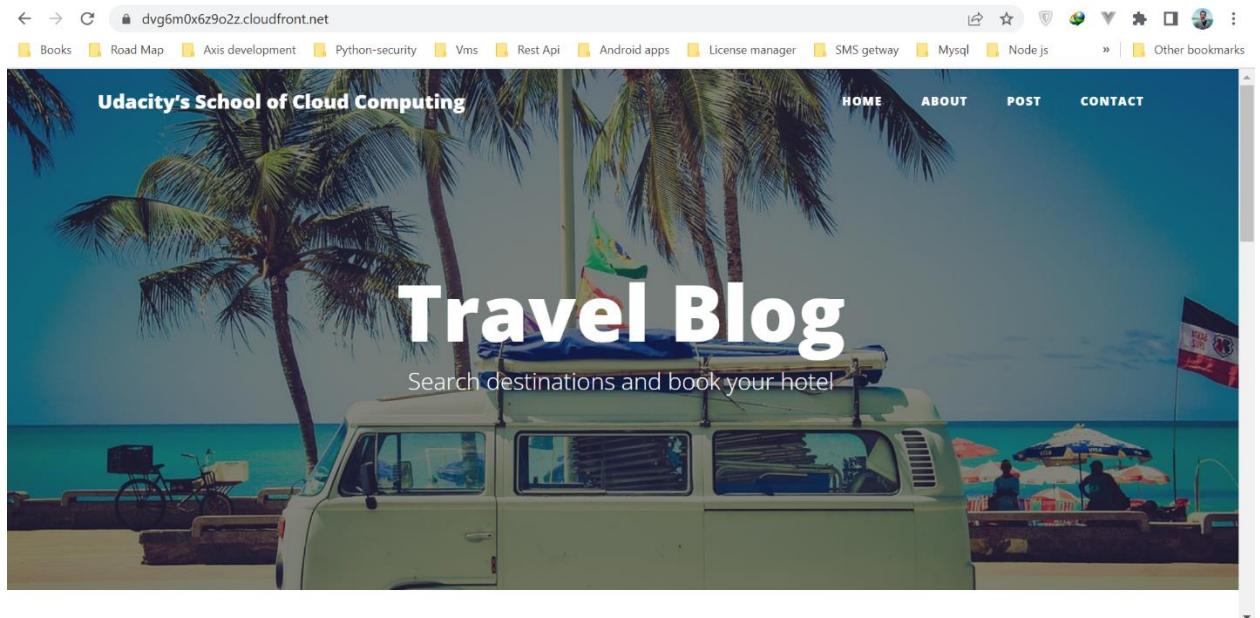 dvg6m0x6z9o2z.cloudfront.net
Books Road Map Axis development Python-security Vms Rest Api Android apps License manager SMS getway Mysql Node js » Other bookmarks
Udacity's School of Cloud Computing HOME ABOUT POST CONTACT
Travel Blog
Search destinations and book your hotel